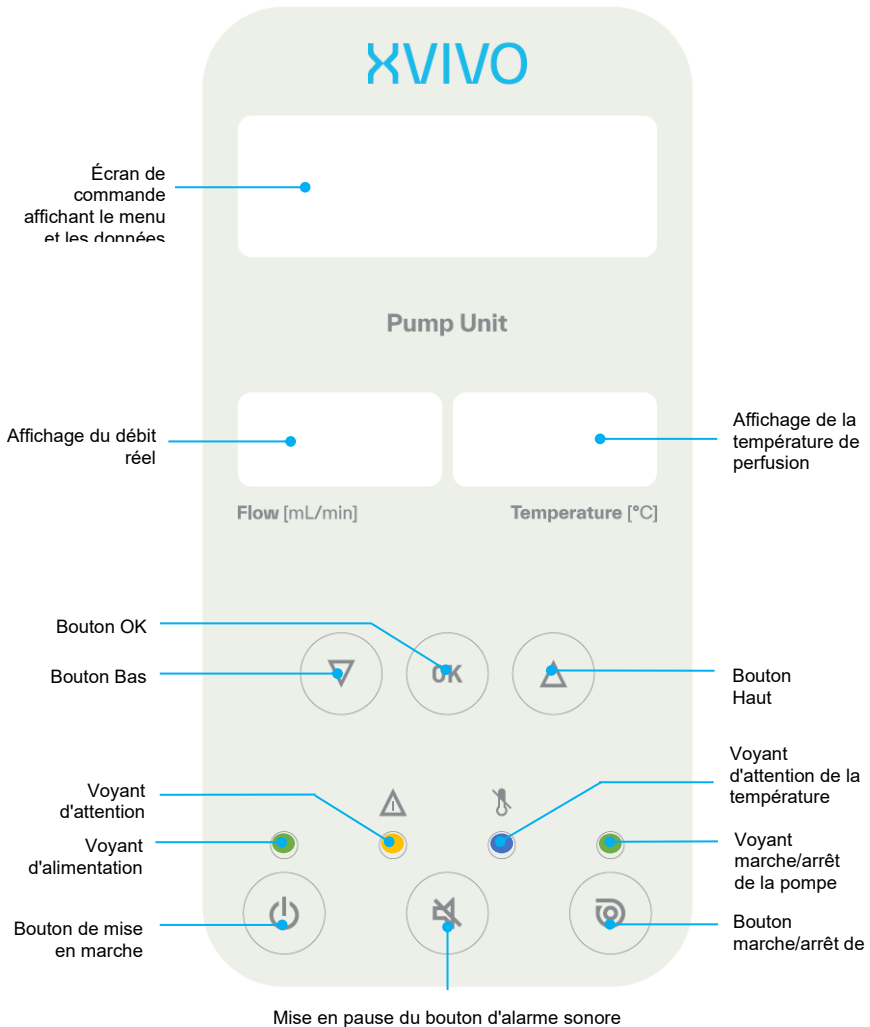 XVIVO
Écran de
commande
affichant le menu
et les données
Pump Unit
Affichage du débit
réel
Affichage de la
température de
perfusion
Flow [mL/min]
Temperature [°C]
Bouton OK
Bouton Bas
OK
Bouton
Haut
Voyant
d'attention
Voyant
d'attention de la
température
Voyant
d'alimentation
Voyant
marche/arrêt
de la pompe
Bouton de mise
en marche
Bouton
marche/arrêt de
Mise en pause du bouton d'alarme sonore